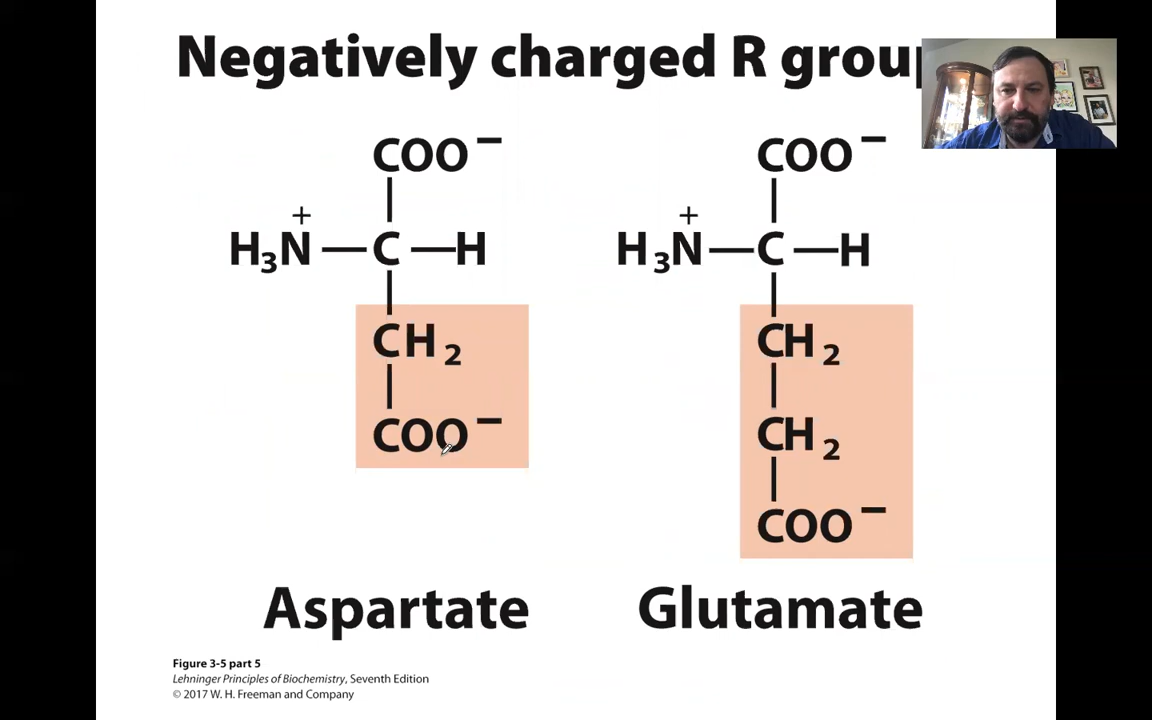 Negatively charged R grou
COO⁻ COO⁻
+ +
H₃N—C—H H₃N—C—H
CH₂ CH₂
COO⁻ CH₂
COO⁻
Aspartate Glutamate
Figure 3-5 part 5
Lehninger Principles of Biochemistry, Seventh Edition
© 2017 W. H. Freeman and Company